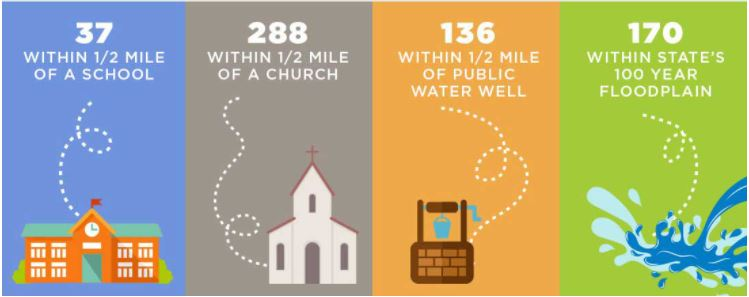 37
WITHIN 1/2 MILE
OF A SCHOOL
288
WITHIN 1/2 MILE
OF A CHURCH
136
WITHIN 1/2 MILE
OF PUBLIC
WATER WELL
170
WITHIN STATE'S
100 YEAR
FLOODPLAIN